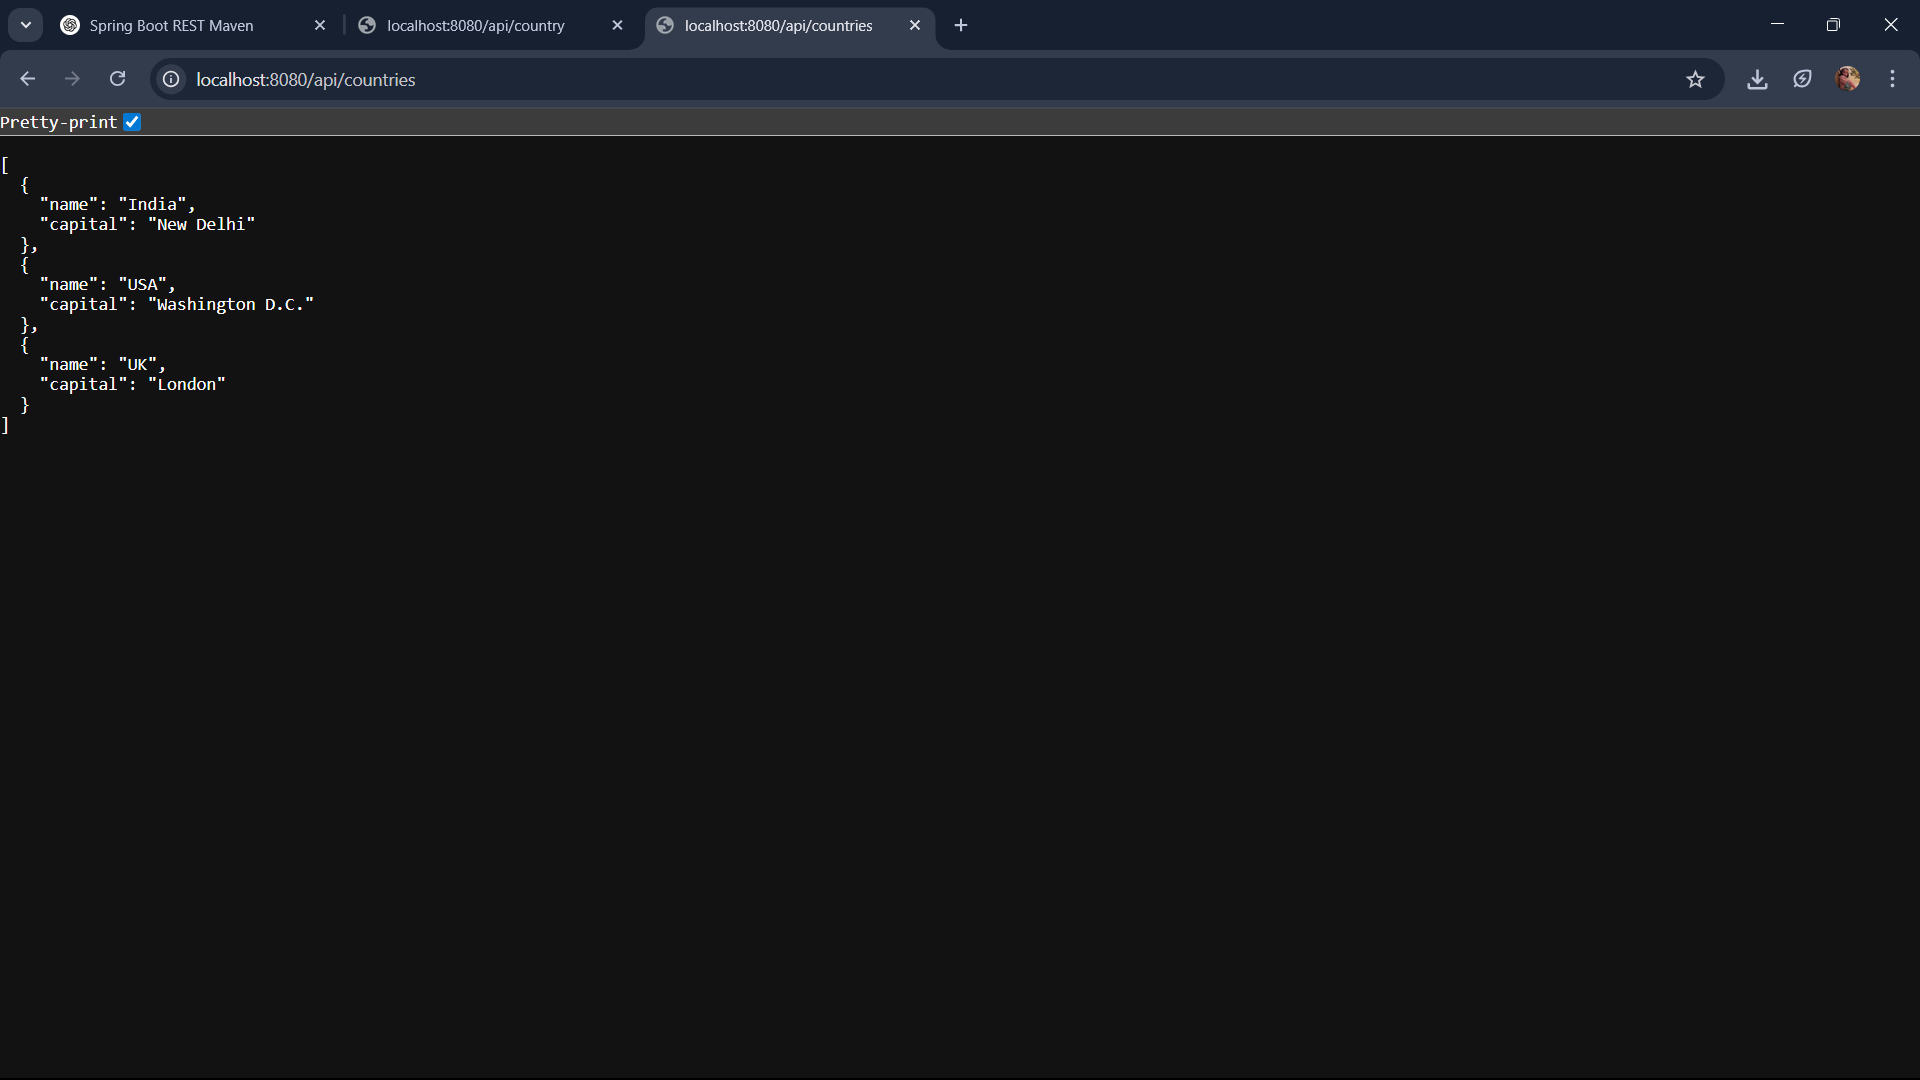 Spring Boot REST Maven
localhost:8080/api/country
localhost:8080/api/countries
localhost:8080/api/countries
Pretty-print
[
  {
    "name": "India",
    "capital": "New Delhi"
  },
  {
    "name": "USA",
    "capital": "Washington D.C."
  },
  {
    "name": "UK",
    "capital": "London"
  }
]